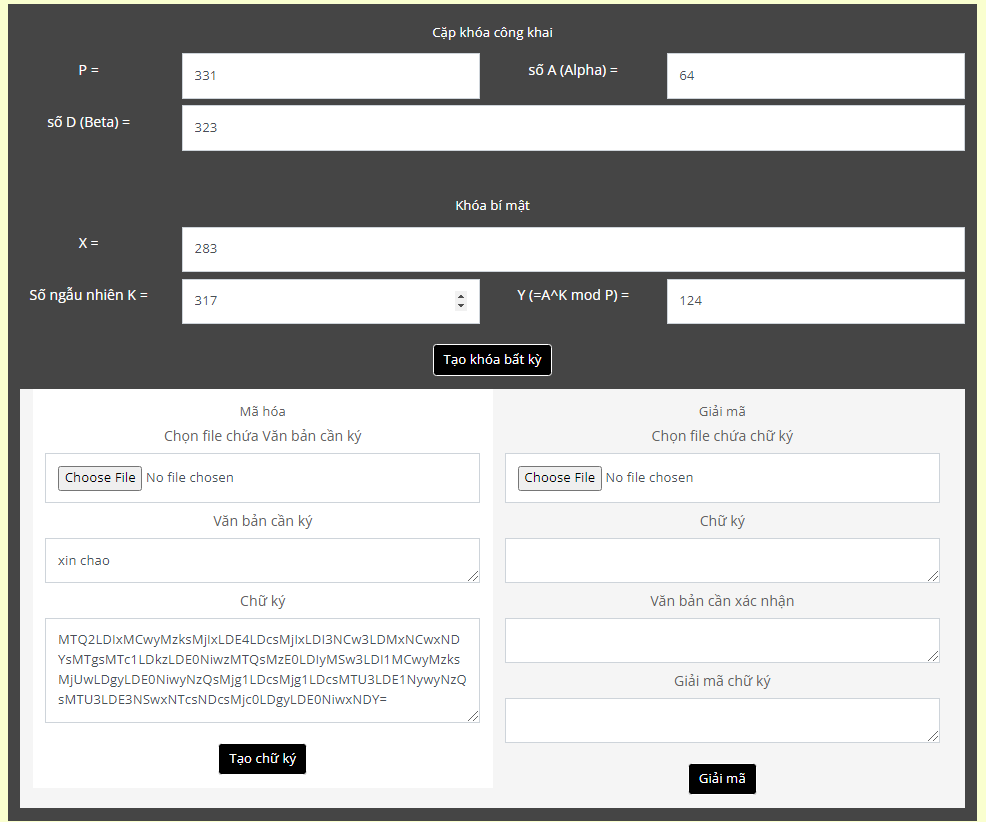 Cặp khóa công khai
P =
331
số A (Alpha) =
64
số D (Beta) =
323
Khóa bí mật
X =
283
Số ngẫu nhiên K =
317
Y (=A^K mod P) =
124
Tạo khóa bất kỳ
Mã hóa
Chọn file chứa Văn bản cần ký
Choose File No file chosen
Văn bản cần ký
xin chao
Chữ ký
MTQ2LDIxMCwyMzksMjIxLDE4LDcsMjIxLDI3NCw3LDMxNCwxND
YsMTgsMTc1LDkzLDE0NiwzMTQsMzE0LDIyMSw3LDI1MCwyMzks
MjUwLDgyLDE0NiwyNzQsMjg1LDcsMjg1LDcsMTU3LDE1NywyNzQ
sMTU3LDE3NSwxNTcsNDcsMjc0LDgyLDE0NiwxNDY=
Tạo chữ ký
Giải mã
Chọn file chứa chữ ký
Choose File No file chosen
Chữ ký
Văn bản cần xác nhận
Giải mã chữ ký
Giải mã